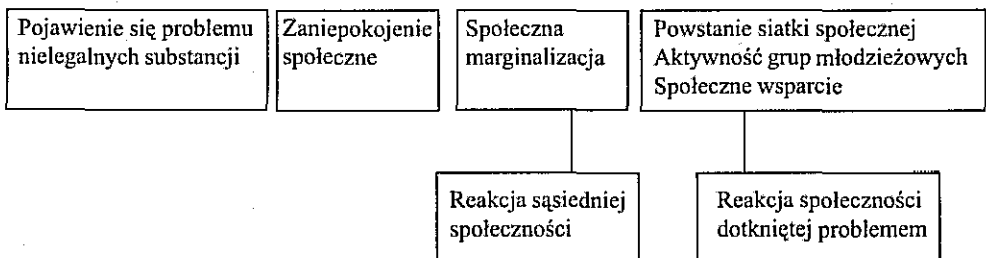 Pojawienie się problemu
nielegalnych substancji
Zaniepokojenie
społeczne
Społeczna
marginalizacja
Powstanie siatki społecznej
Aktywność grup młodzieżowych
Społeczne wsparcie
Reakcja sąsiedniej
społeczności
Reakcja społeczności
dotkniętej problemem